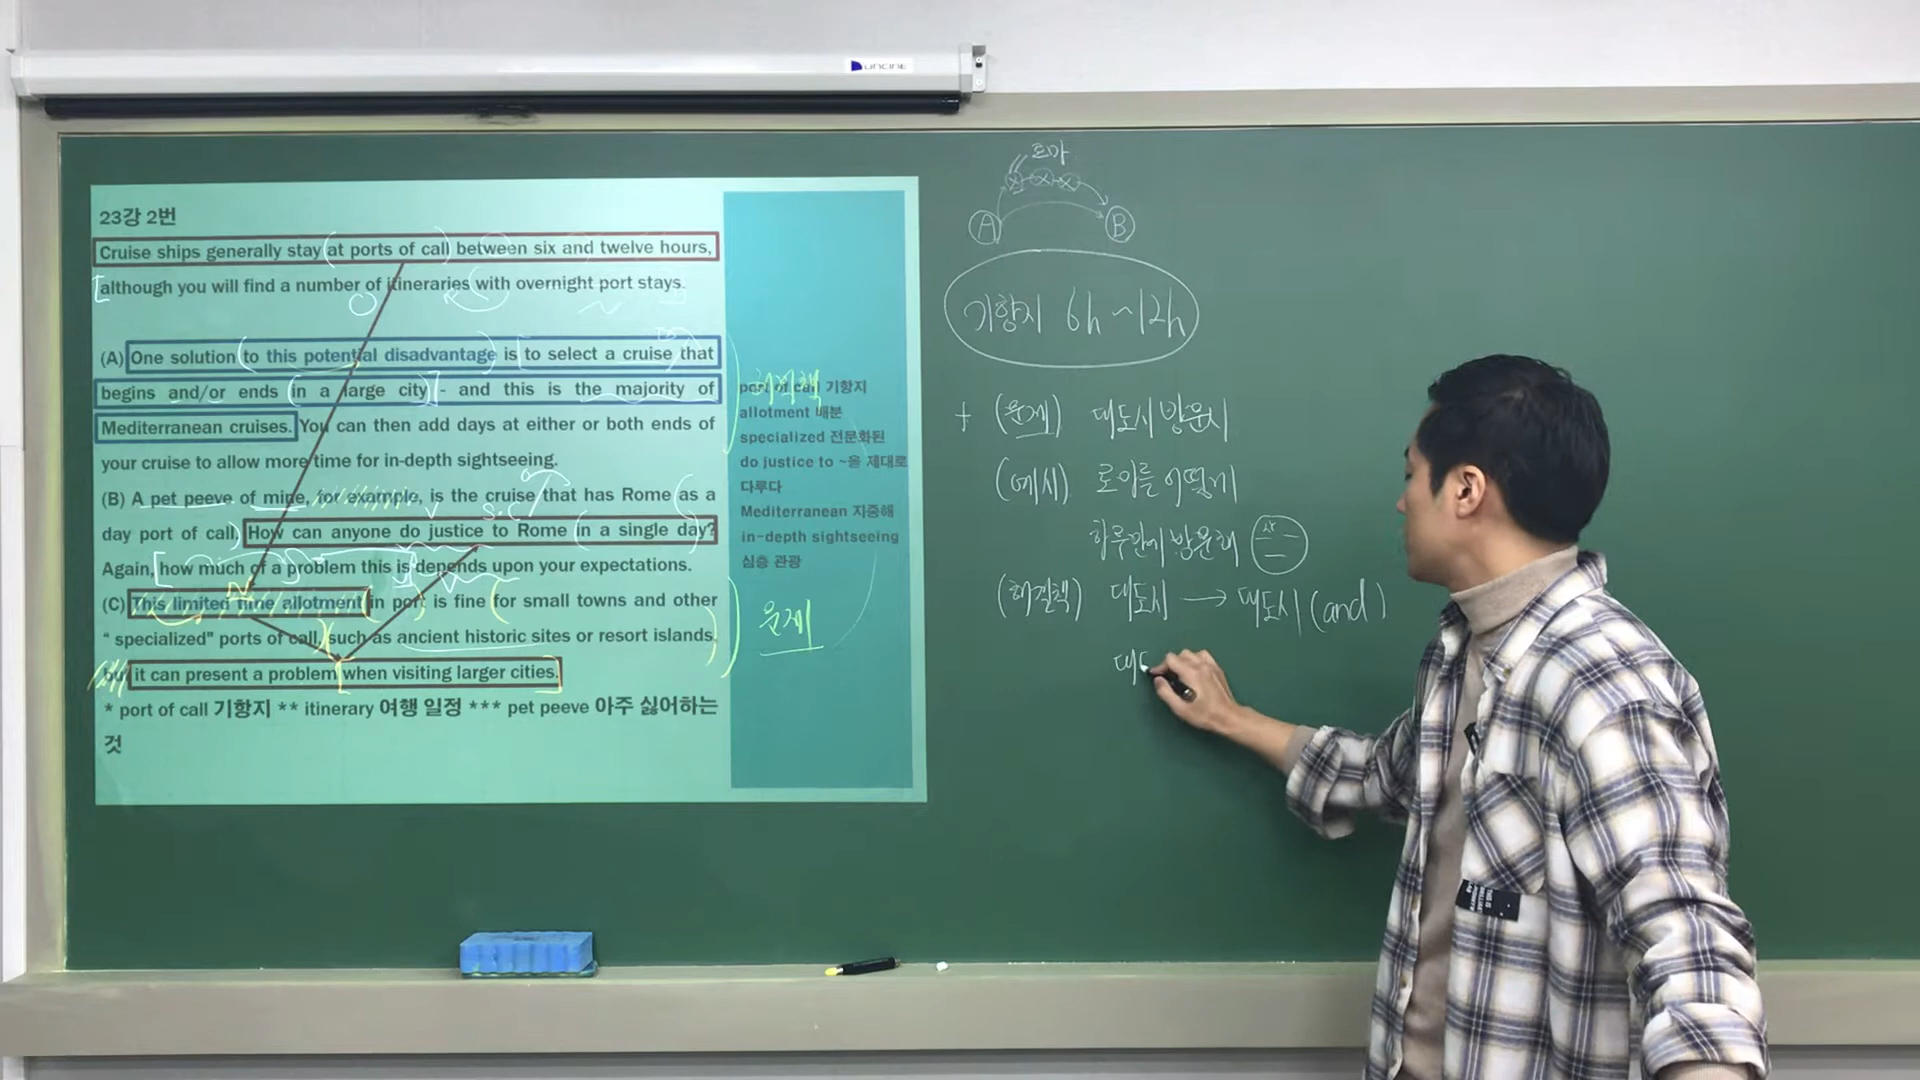 UNCINE
23강 2번
Cruise ships generally stay at ports of call between six and twelve hours,
although you will find a number of itineraries with overnight port stays.
(A) One solution to this potential disadvantage is to select a cruise that
begins and/or ends in a large city - and this is the majority of
Mediterranean cruises. You can then add days at either or both ends of
your cruise to allow more time for in-depth sightseeing.
(B) A pet peeve of mine, for example, is the cruise that has Rome as a
day port of call. How can anyone do justice to Rome in a single day?
Again, how much of a problem this is depends upon your expectations.
(C) This limited time allotment in port is fine for small towns and other
" specialized" ports of call, such as ancient historic sites or resort islands,
but it can present a problem when visiting larger cities.
* port of call 기항지 ** itinerary 여행 일정 *** pet peeve 아주 싫어하는
것
port of call 기항지
allotment 배분
specialized 전문화된
do justice to ~을 제대로
다루다
Mediterranean 지중해
in-depth sightseeing
심층 관광
해결책
문제
로마
A B
기항지 6h ~12h
+ (문제) 대도시 방문시
(예시) 로마를 어떻게
하루만에 방문해
(해결책) 대도시 → 대도시 (and)